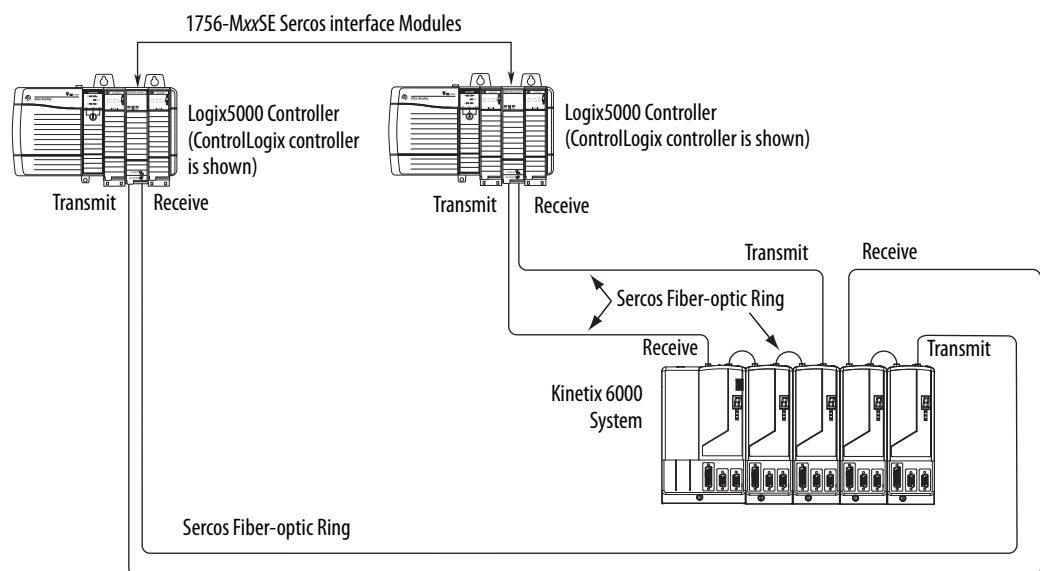 1756-MxxSE Sercos interface Modules
Logix5000 Controller
(ControlLogix controller
is shown)
Logix5000 Controller
(ControlLogix controller is shown)
Transmit
Receive
Transmit
Receive
Transmit
Receive
Sercos Fiber-optic Ring
Receive
Transmit
Kinetix 6000
System
Sercos Fiber-optic Ring